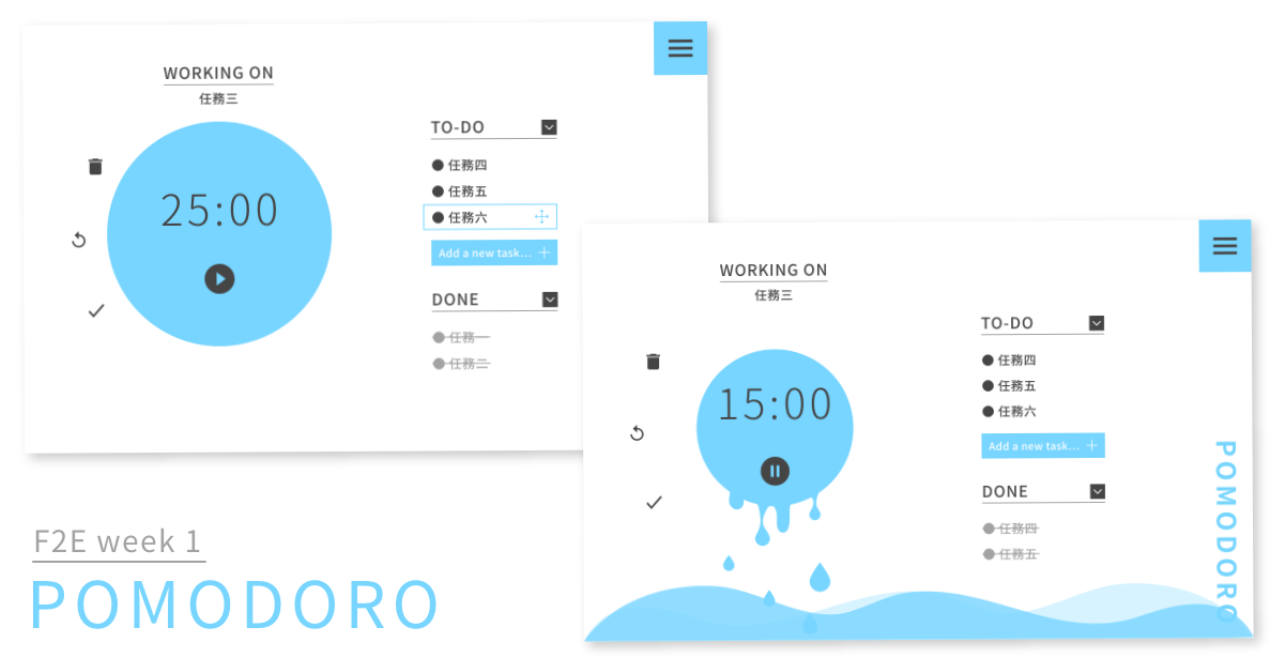 WORKING ON
任務三
25:00
TO-DO
任務四
任務五
任務六
Add a new task...
DONE
任務一
任務二
WORKING ON
任務三
15:00
TO-DO
任務四
任務五
任務六
Add a new task...
DONE
任務四
任務五
POMODORO
F2E week 1
POMODORO